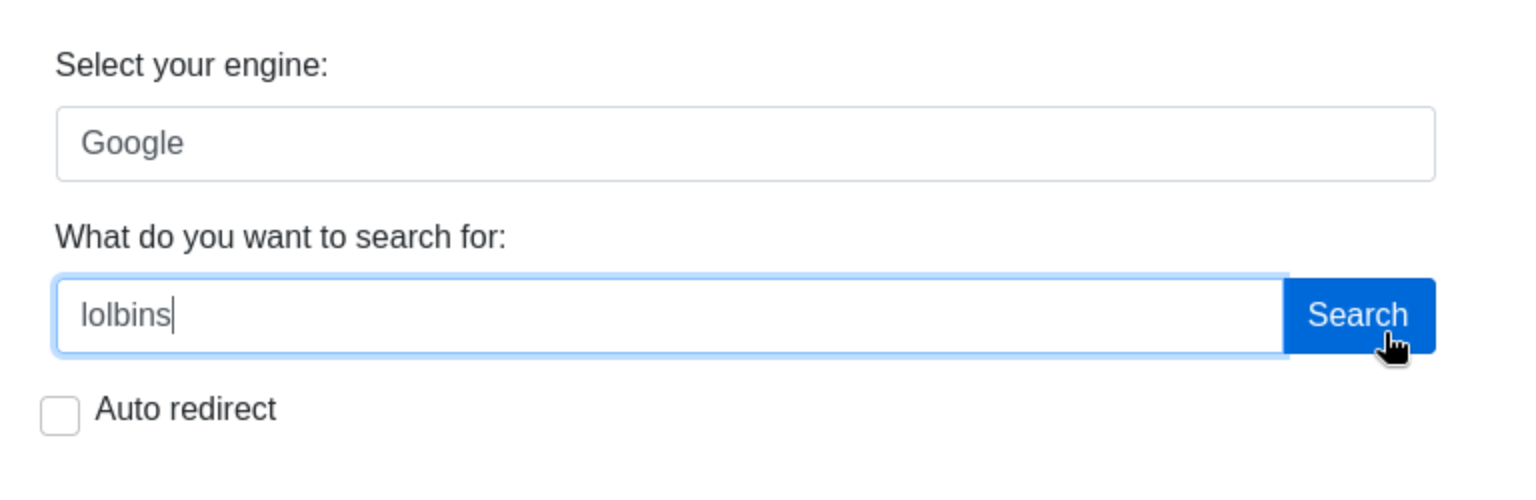 Select your engine:
Google
What do you want to search for:
lolbins
Search
Auto redirect